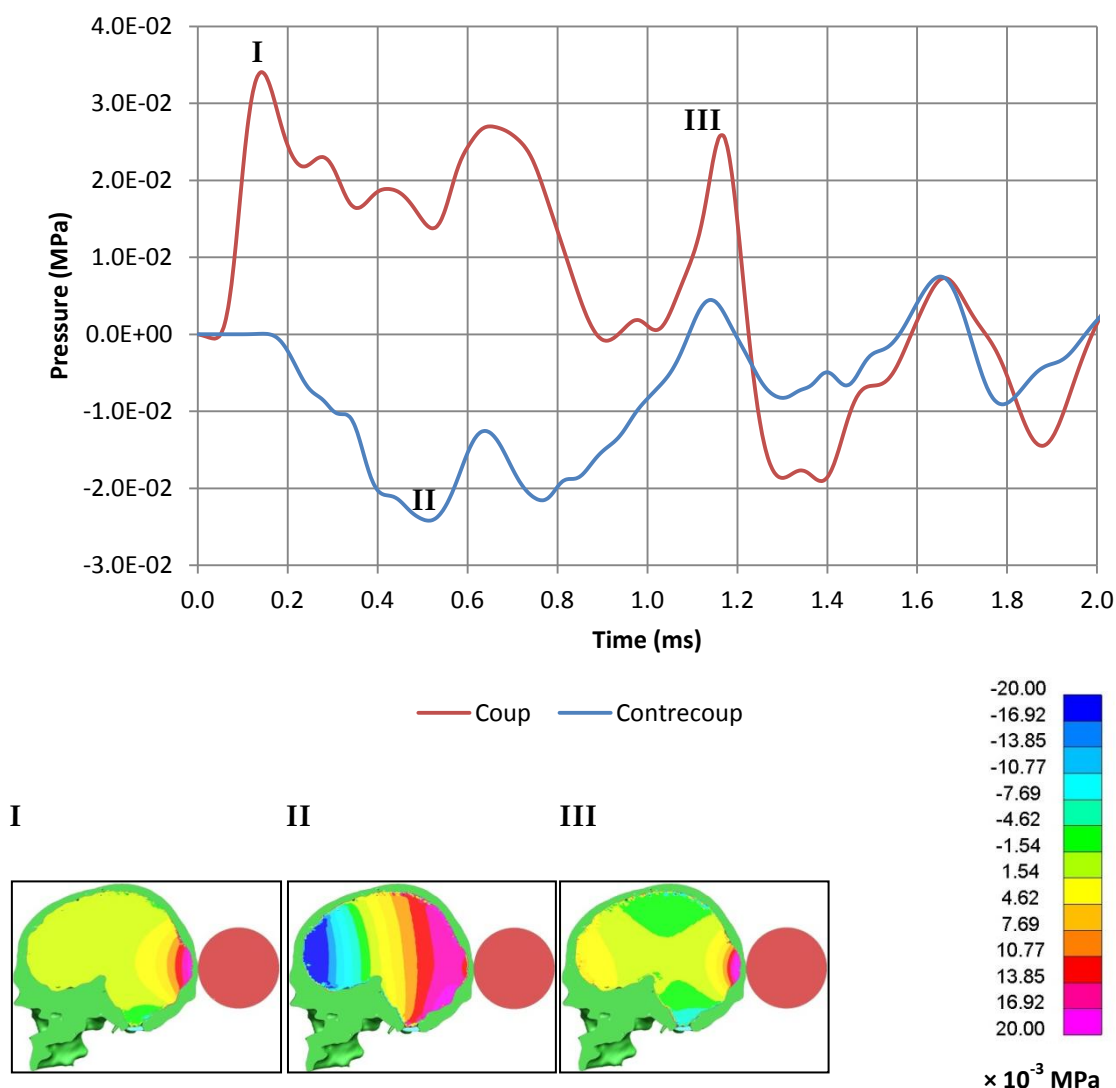 4.0E-02
3.0E-02
2.0E-02
1.0E-02
0.0E+00
-1.0E-02
-2.0E-02
-3.0E-02
Pressure (MPa)
I
II
III
0.0 0.2 0.4 0.6 0.8 1.0 1.2 1.4 1.6 1.8 2.0
Time (ms)
Coup Contrecoup
-20.00
-16.92
-13.85
-10.77
-7.69
-4.62
-1.54
1.54
4.62
7.69
10.77
13.85
16.92
20.00
× 10⁻³ MPa
I II III